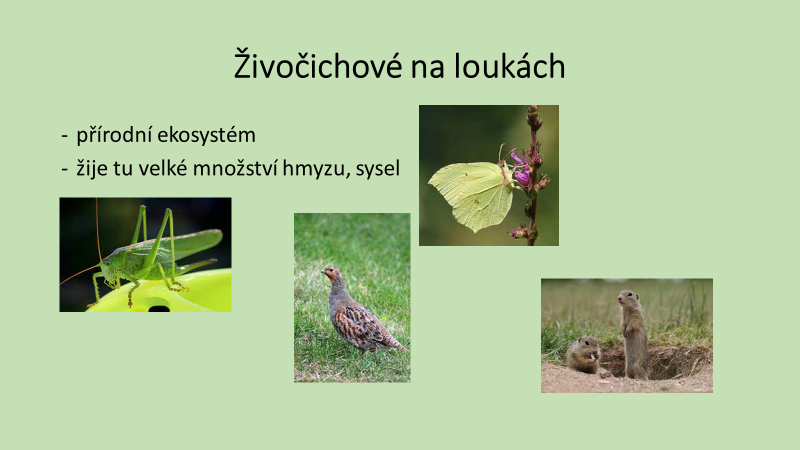 Živočichové na loukách
- přírodní ekosystém
- žije tu velké množství hmyzu, sysel